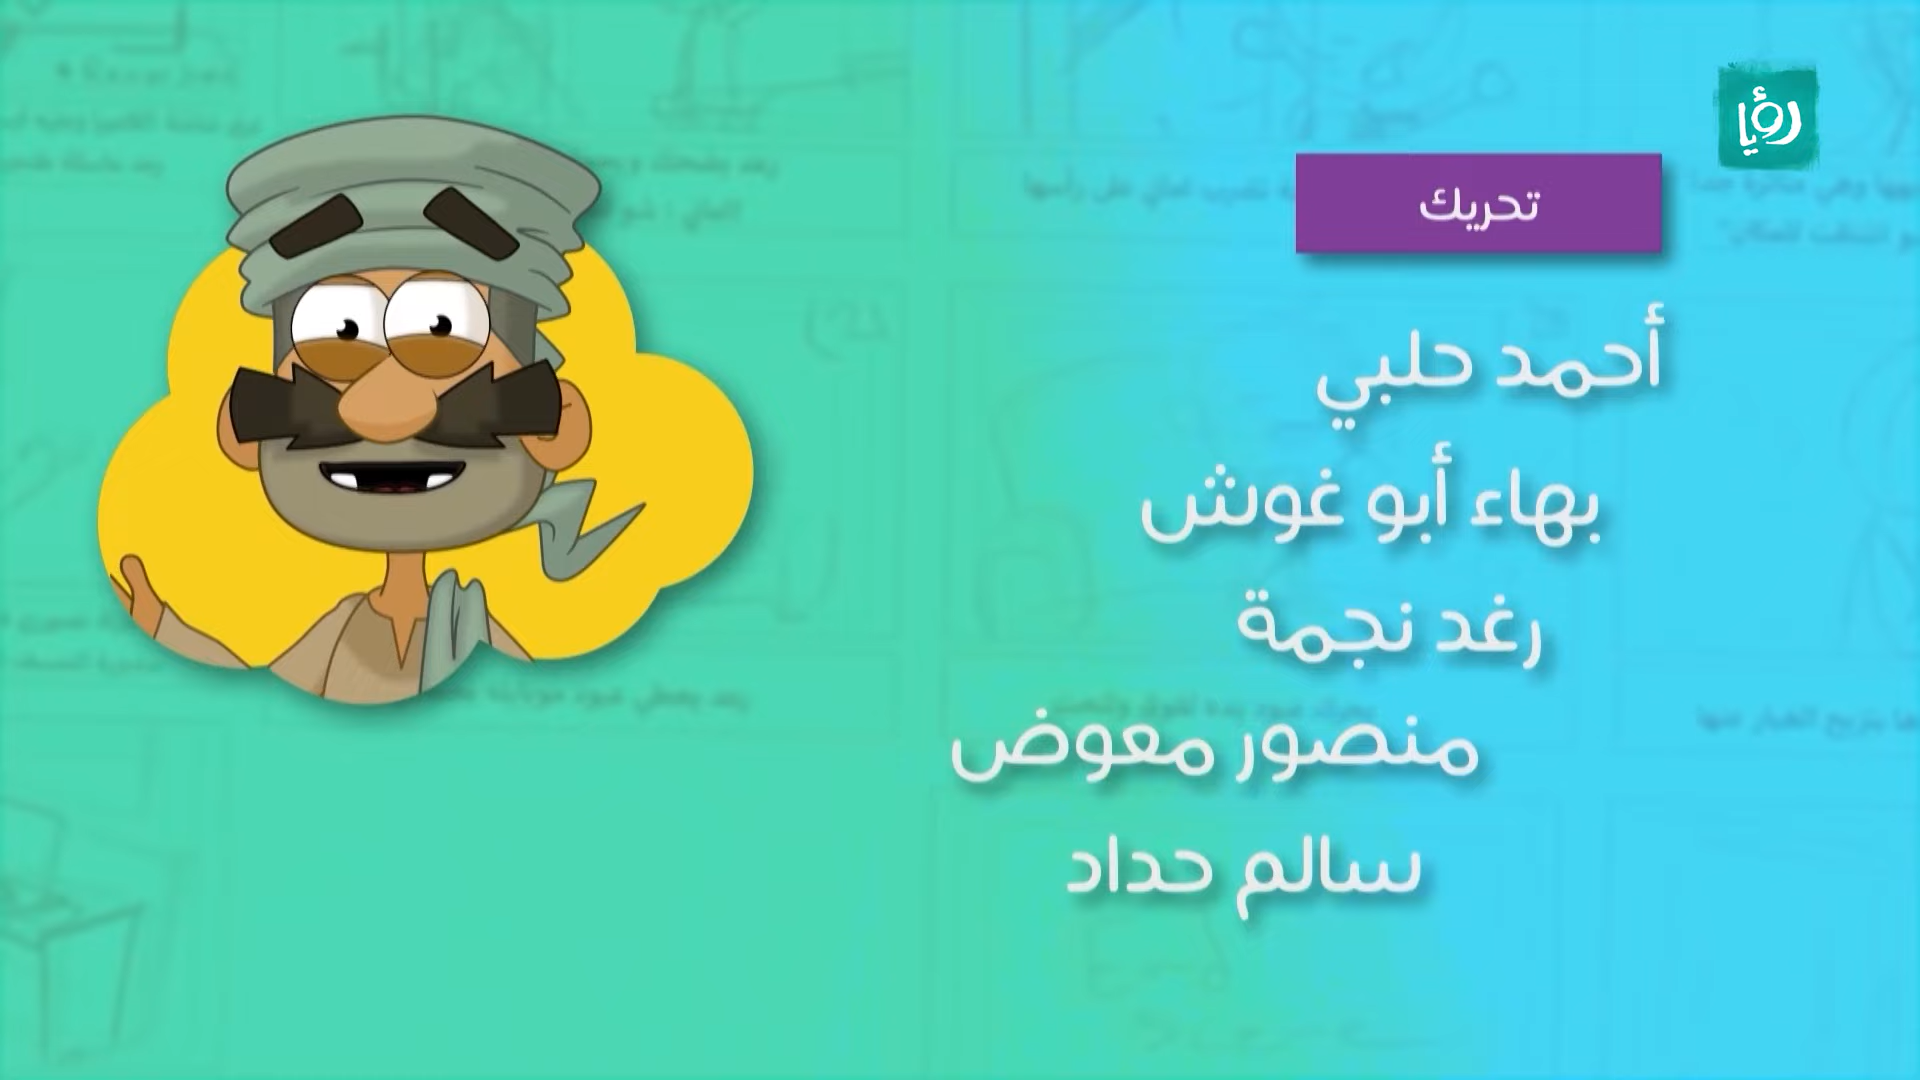 رؤيا
تحريك
أحمد حلبي
بهاء أبو غوش
رغد نجمة
منصور معوض
سالم حداد